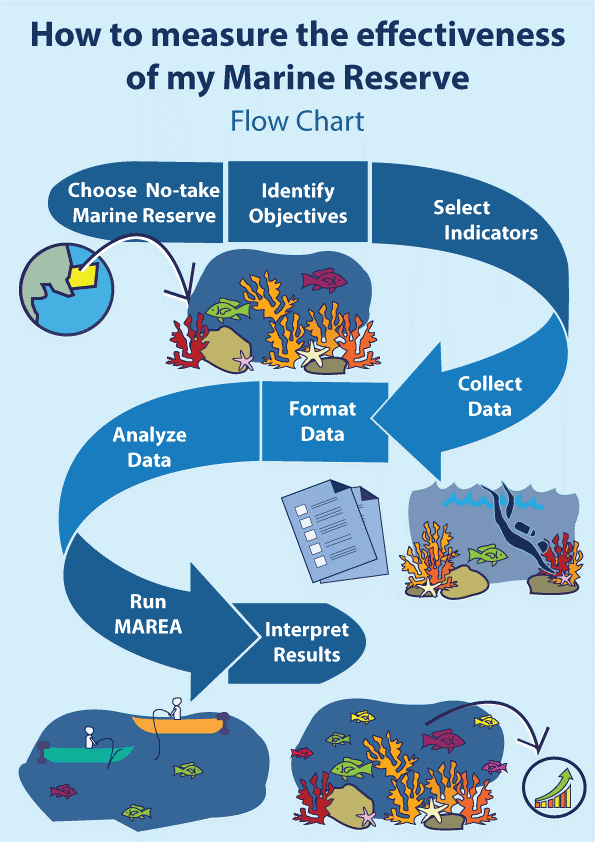 How to measure the effectiveness
of my Marine Reserve
Flow Chart
Choose No-take
Marine Reserve
Identify
Objectives
Select
Indicators
Collect
Data
Format
Data
Analyze
Data
Run
MAREA
Interpret
Results